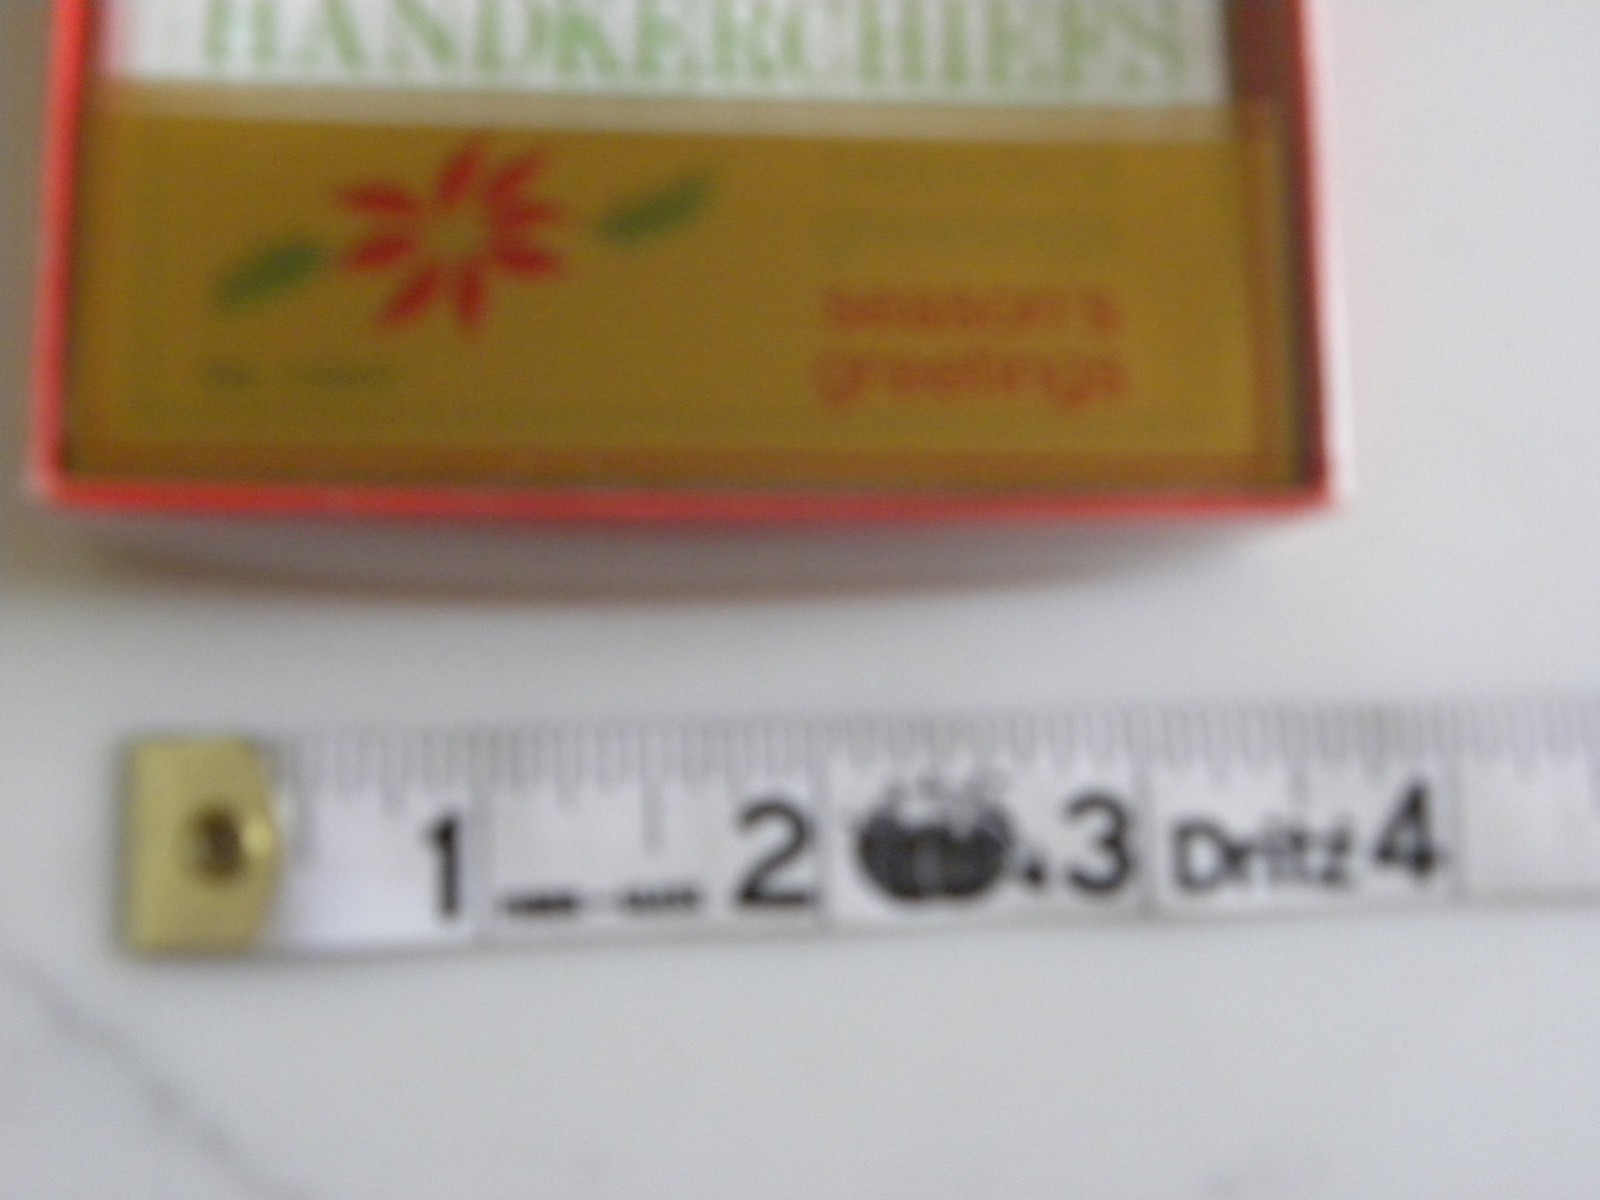 HANDKERCHIEFS
season's
greetings
1 2 3 Dritz 4